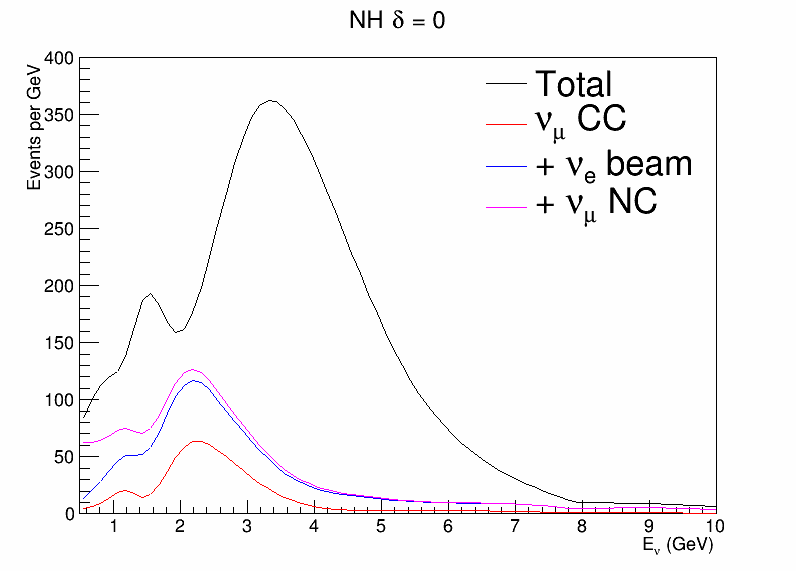 NH δ = 0
Events per GeV
400
350
300
250
200
150
100
50
0
Total
νμ CC
+ νe beam
+ νμ NC
1 2 3 4 5 6 7 8 9 10
Eν (GeV)